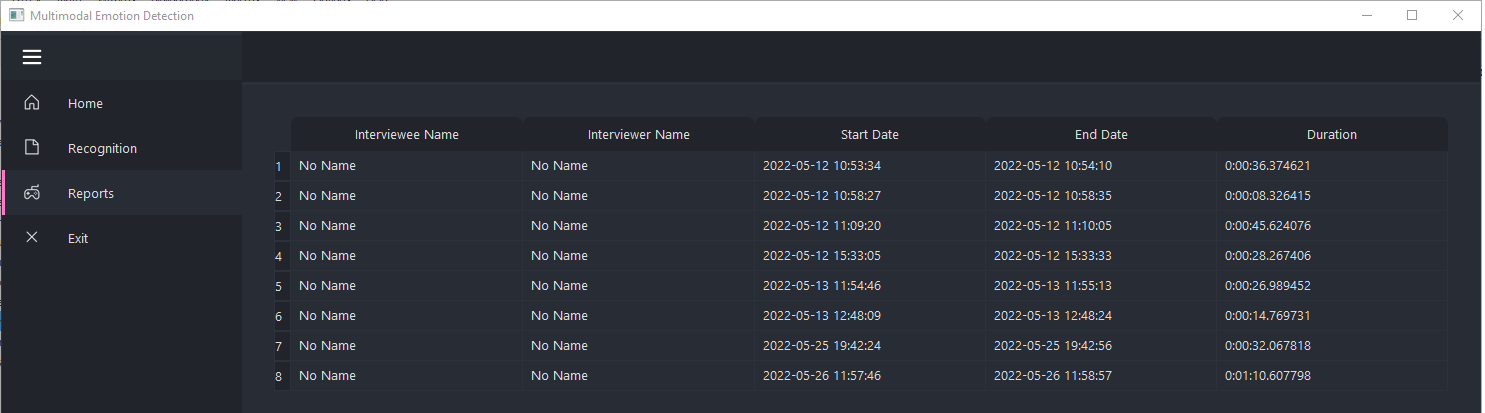 Multimodal Emotion Detection
Home
Recognition
Reports
Exit
Interviewee Name Interviewer Name Start Date End Date Duration
1 No Name No Name 2022-05-12 10:53:34 2022-05-12 10:54:10 0:00:36.374621
2 No Name No Name 2022-05-12 10:58:27 2022-05-12 10:58:35 0:00:08.326415
3 No Name No Name 2022-05-12 11:09:20 2022-05-12 11:10:05 0:00:45.624076
4 No Name No Name 2022-05-12 15:33:05 2022-05-12 15:33:33 0:00:28.267406
5 No Name No Name 2022-05-13 11:54:46 2022-05-13 11:55:13 0:00:26.989452
6 No Name No Name 2022-05-13 12:48:09 2022-05-13 12:48:24 0:00:14.769731
7 No Name No Name 2022-05-25 19:42:24 2022-05-25 19:42:56 0:00:32.067818
8 No Name No Name 2022-05-26 11:57:46 2022-05-26 11:58:57 0:01:10.607798